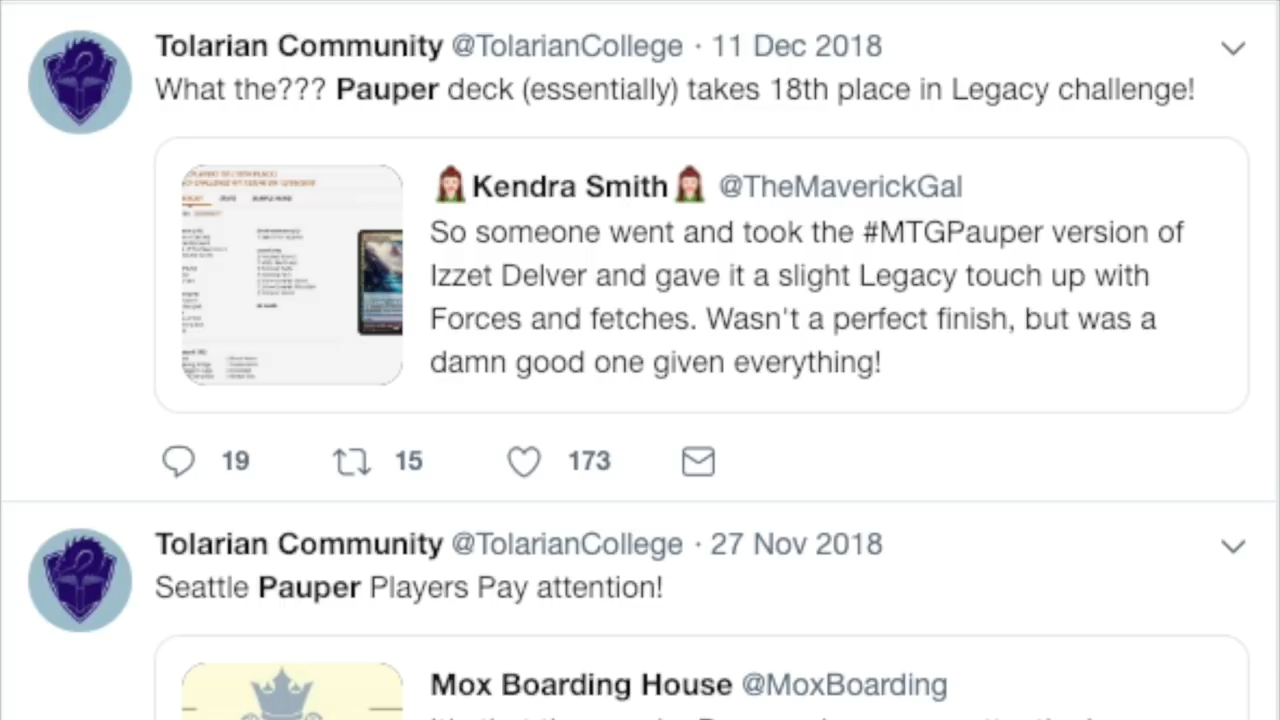 Tolarian Community @TolarianCollege · 11 Dec 2018
What the??? Pauper deck (essentially) takes 18th place in Legacy challenge!
Kendra Smith @TheMaverickGal
So someone went and took the #MTGPauper version of
Izzet Delver and gave it a slight Legacy touch up with
Forces and fetches. Wasn't a perfect finish, but was a
damn good one given everything!
19 15 173
Tolarian Community @TolarianCollege · 27 Nov 2018
Seattle Pauper Players Pay attention!
Mox Boarding House @MoxBoarding